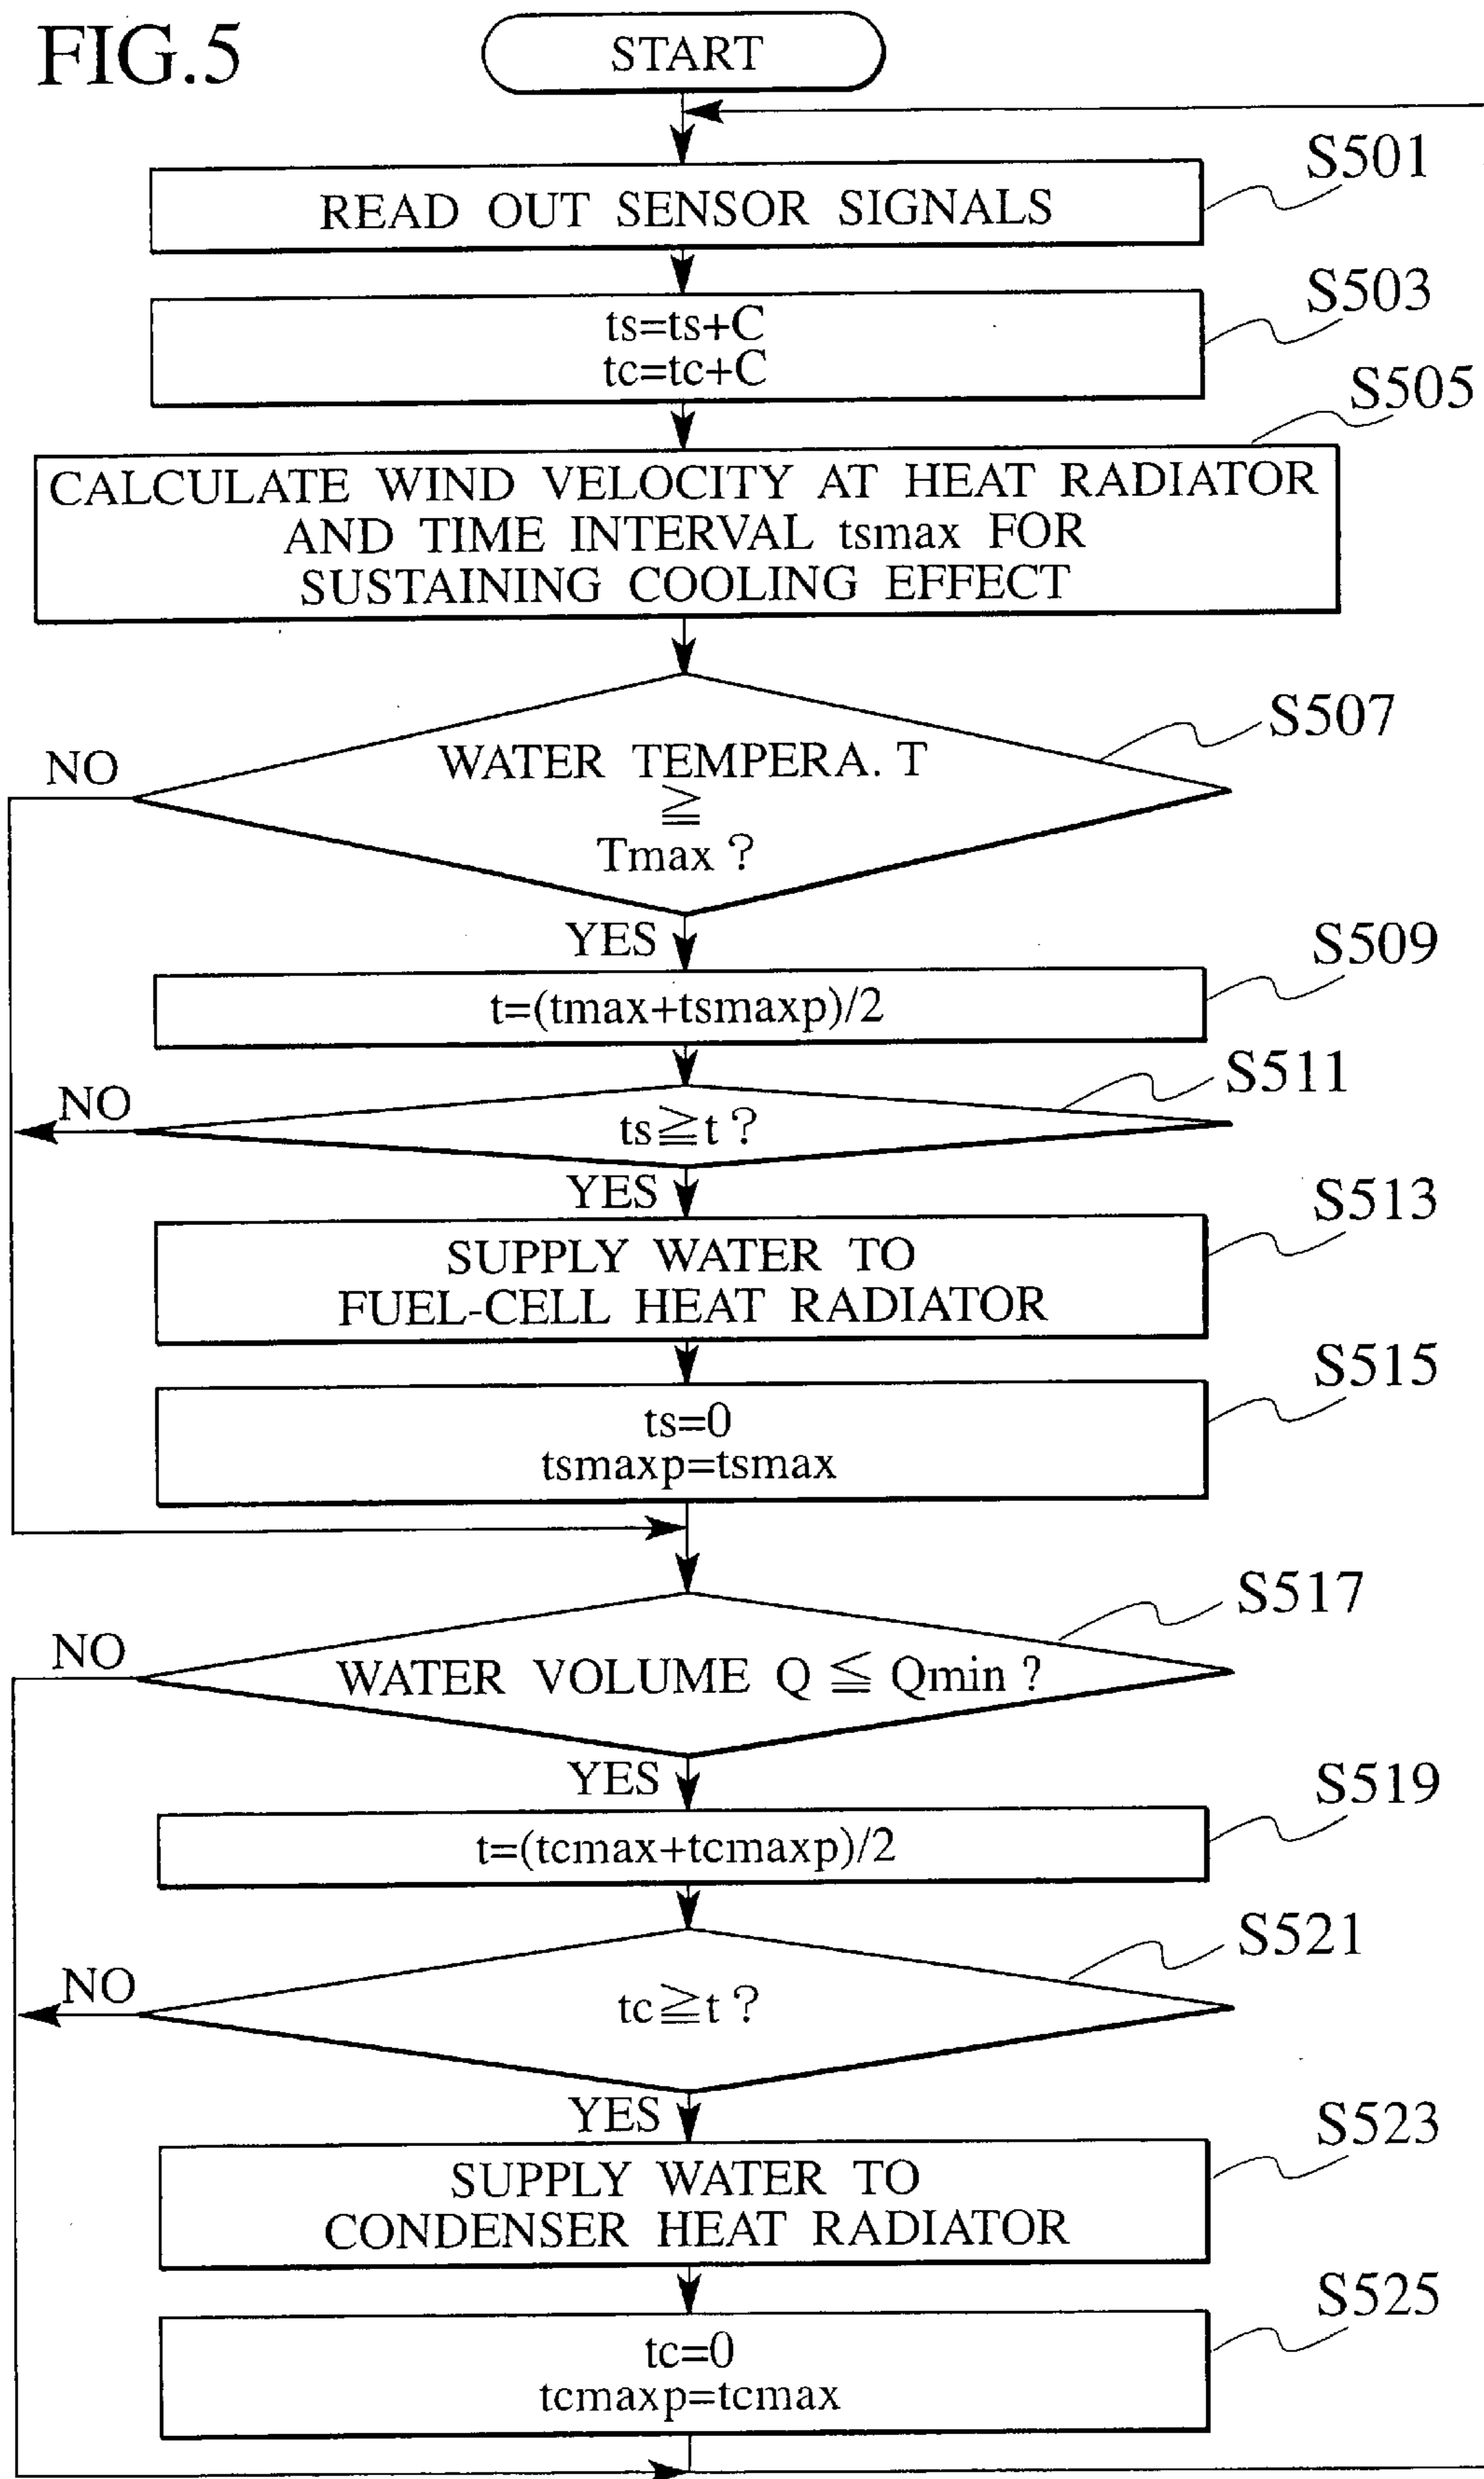 FIG.5
START
S501
READ OUT SENSOR SIGNALS
S503
ts=ts+C
tc=tc+C
S505
CALCULATE WIND VELOCITY AT HEAT RADIATOR
AND TIME INTERVAL tsmax FOR
SUSTAINING COOLING EFFECT
S507
NO
WATER TEMPERA. T
≧
Tmax ?
YES
S509
t=(tmax+tsmaxp)/2
S511
NO
ts≧t ?
YES
S513
SUPPLY WATER TO
FUEL-CELL HEAT RADIATOR
S515
ts=0
tsmaxp=tsmax
S517
NO
WATER VOLUME Q ≦ Qmin ?
YES
S519
t=(tcmax+tcmaxp)/2
S521
NO
tc≧t ?
YES
S523
SUPPLY WATER TO
CONDENSER HEAT RADIATOR
S525
tc=0
tcmaxp=tcmax